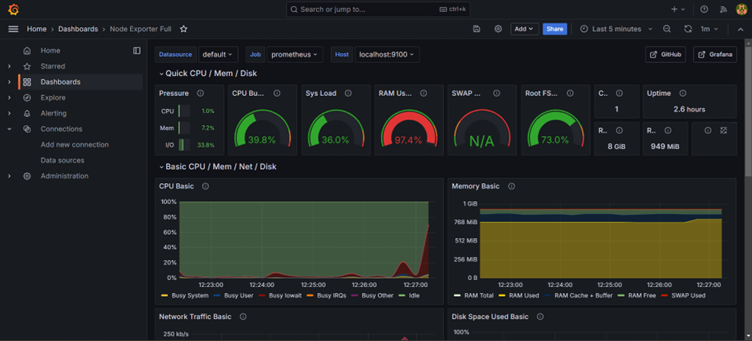 Search or jump to... ctrl+k
Home > Dashboards > Node Exporter Full
Add Share Last 5 minutes 1m
Home
Starred
Dashboards
Explore
Alerting
Connections
Add new connection
Data sources
Administration
Datasource default Job prometheus Host localhost:9100 GitHub Grafana
Quick CPU / Mem / Disk
Pressure
CPU 1.0%
Mem 7.2%
I/O 33.8%
CPU Bu...
39.8%
Sys Load
36.0%
RAM Us...
97.4%
SWAP ...
N/A
Root FS...
73.0%
C...
1
Uptime
2.6 hours
R...
8 GiB
R...
949 MiB
Basic CPU / Mem / Net / Disk
CPU Basic
100%
80%
60%
40%
20%
0%
12:23:00 12:24:00 12:25:00 12:26:00 12:27:00
Busy System Busy User Busy Iowait Busy IRQs Busy Other Idle
Memory Basic
1 GiB
768 MiB
512 MiB
256 MiB
0 B
12:23:00 12:24:00 12:25:00 12:26:00 12:27:00
RAM Total RAM Used RAM Cache + Buffer RAM Free SWAP Used
Network Traffic Basic
250 kb/s
Disk Space Used Basic
100%